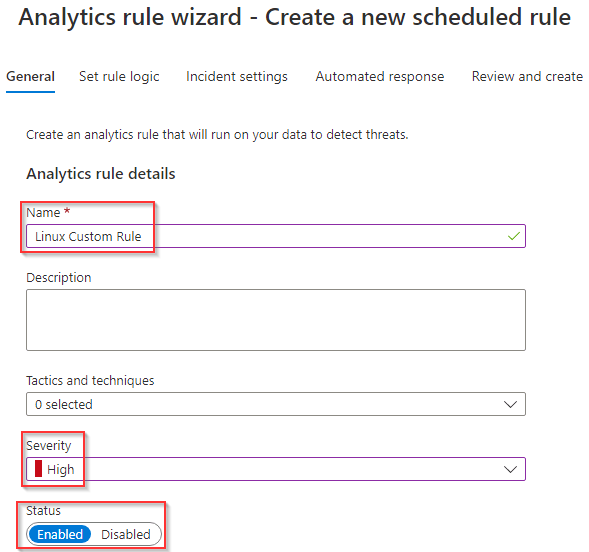 Analytics rule wizard - Create a new scheduled rule
General Set rule logic Incident settings Automated response Review and create
Create an analytics rule that will run on your data to detect threats.
Analytics rule details
Name *
Linux Custom Rule
Description
Tactics and techniques
0 selected
Severity
High
Status
Enabled Disabled